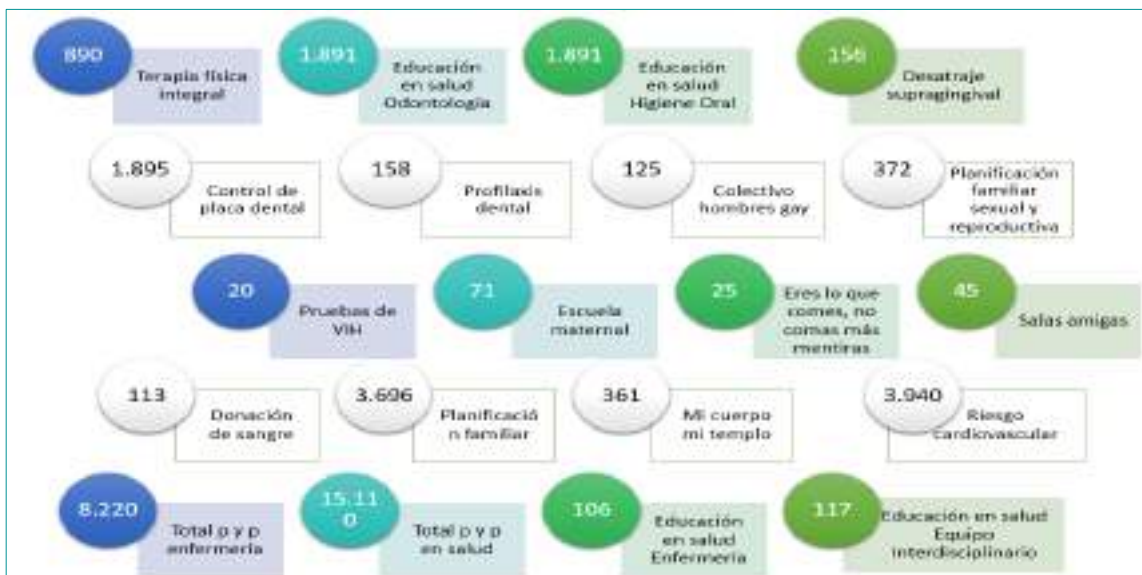 890
Terapia física
integral
1.891
Educación
en salud
Odontología
1.891
Educación
en salud
Higiene Oral
156
Desatraje
supragingival
1.895
Control de
placa dental
158
Profilaxis
dental
125
Colectivo
hombres gay
372
Planificación
familiar
sexual y
reproductiva
20
Pruebas de
VIH
71
Escuela
maternal
25
Eres lo que
comes, no
comas más
mentiras
45
Salas amigas
113
Donación
de sangre
3.696
Planificació
n familiar
361
Mi cuerpo
mi templo
3.940
Riesgo
cardiovascular
8.220
Total p y p
enfermería
15.11
0
Total p y p
en salud
106
Educación
en salud
Enfermería
117
Educación en salud
Equipo
Interdisciplinario